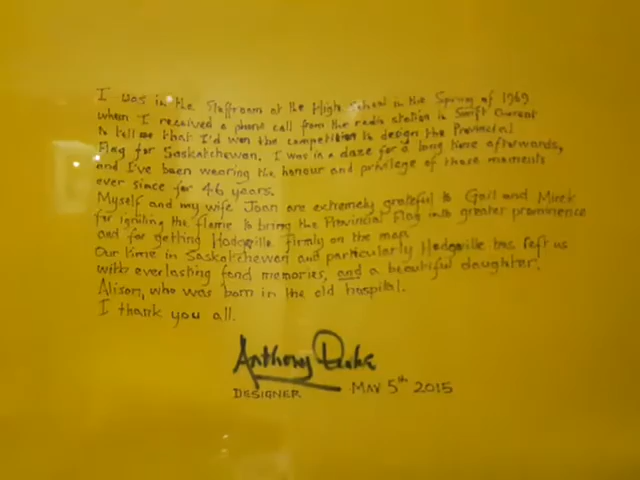 I was in the Staffroom at the High School in the Spring of 1969
when I received a phone call from the radio station in Swift Current
to tell me that I'd won the competition to design the Provincial
Flag for Saskatchewan. I was in a daze for a long time afterwards,
and I've been wearing the honour and privilege of those moments
ever since for 46 years.
Myself and my wife Joan are extremely grateful to Gail and Mirek
for igniting the flame to bring the Provincial Flag into greater prominence
and for getting Hodgeville firmly on the map.
Our time in Saskatchewan and particularly Hodgeville has left us
with everlasting fond memories, and a beautiful daughter,
Alison, who was born in the old hospital.
I thank you all.
Anthony Drake
DESIGNER MAY 5th 2015